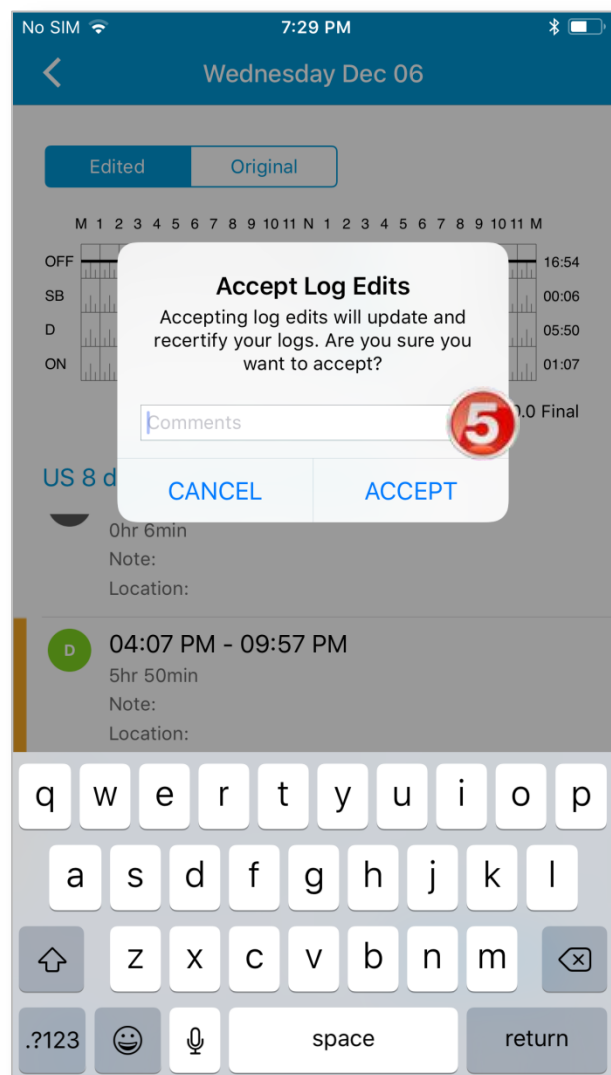 No SIM 7:29 PM
Wednesday Dec 06
Edited Original
M 1 2 3 4 5 6 7 8 9 10 11 N 1 2 3 4 5 6 7 8 9 10 11 M
OFF 16:54
SB 00:06
D 05:50
ON 01:07
Accept Log Edits
Accepting log edits will update and
recertify your logs. Are you sure you
want to accept?
Comments
5
.0 Final
CANCEL ACCEPT
US 8 d
0hr 6min
Note:
Location:
D 04:07 PM - 09:57 PM
5hr 50min
Note:
Location:
q w e r t y u i o p
a s d f g h j k l
z x c v b n m
.?123 space return